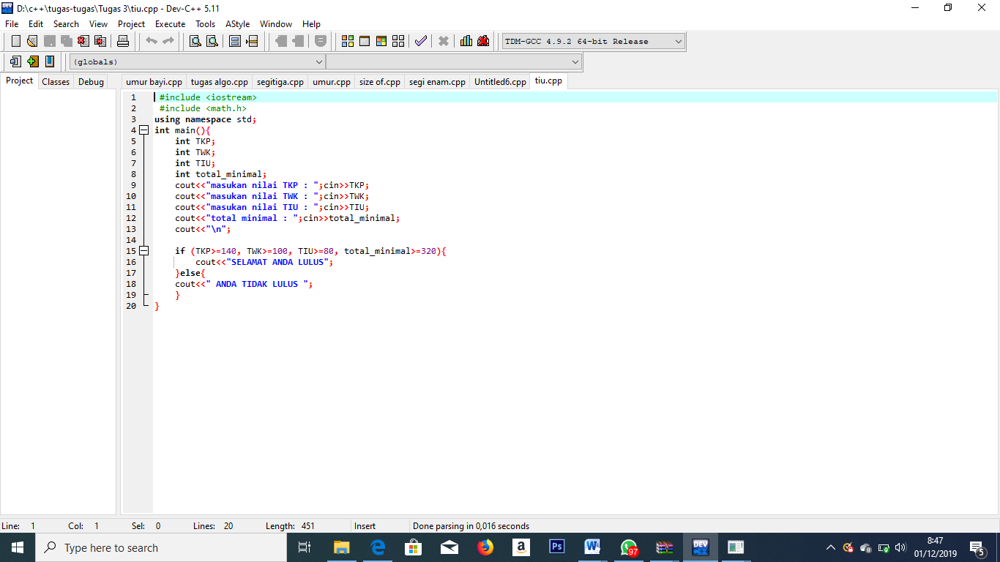 D:\c++\tugas-tugas\Tugas 3\tiu.cpp - Dev-C++ 5.11
File Edit Search View Project Execute Tools AStyle Window Help
TDM-GCC 4.9.2 64-bit Release
(globals)
Project Classes Debug
umur bayi.cpp tugas algo.cpp segitiga.cpp umur.cpp size of.cpp segi enam.cpp Untitled6.cpp tiu.cpp
1 #include <iostream>
2 #include <math.h>
3 using namespace std;
4 int main(){
5 int TKP;
6 int TWK;
7 int TIU;
8 int total_minimal;
9 cout<<"masukan nilai TKP : ";cin>>TKP;
10 cout<<"masukan nilai TWK : ";cin>>TWK;
11 cout<<"masukan nilai TIU : ";cin>>TIU;
12 cout<<"total minimal : ";cin>>total_minimal;
13 cout<<"\n";
14
15 if (TKP>=140, TWK>=100, TIU>=80, total_minimal>=320){
16 cout<<"SELAMAT ANDA LULUS";
17 }else{
18 cout<<" ANDA TIDAK LULUS ";
19 }
20 }
Line: 1 Col: 1 Sel: 0 Lines: 20 Length: 451 Insert Done parsing in 0,016 seconds
Type here to search
a
Ps
W
97
DEV
8:47
01/12/2019
5